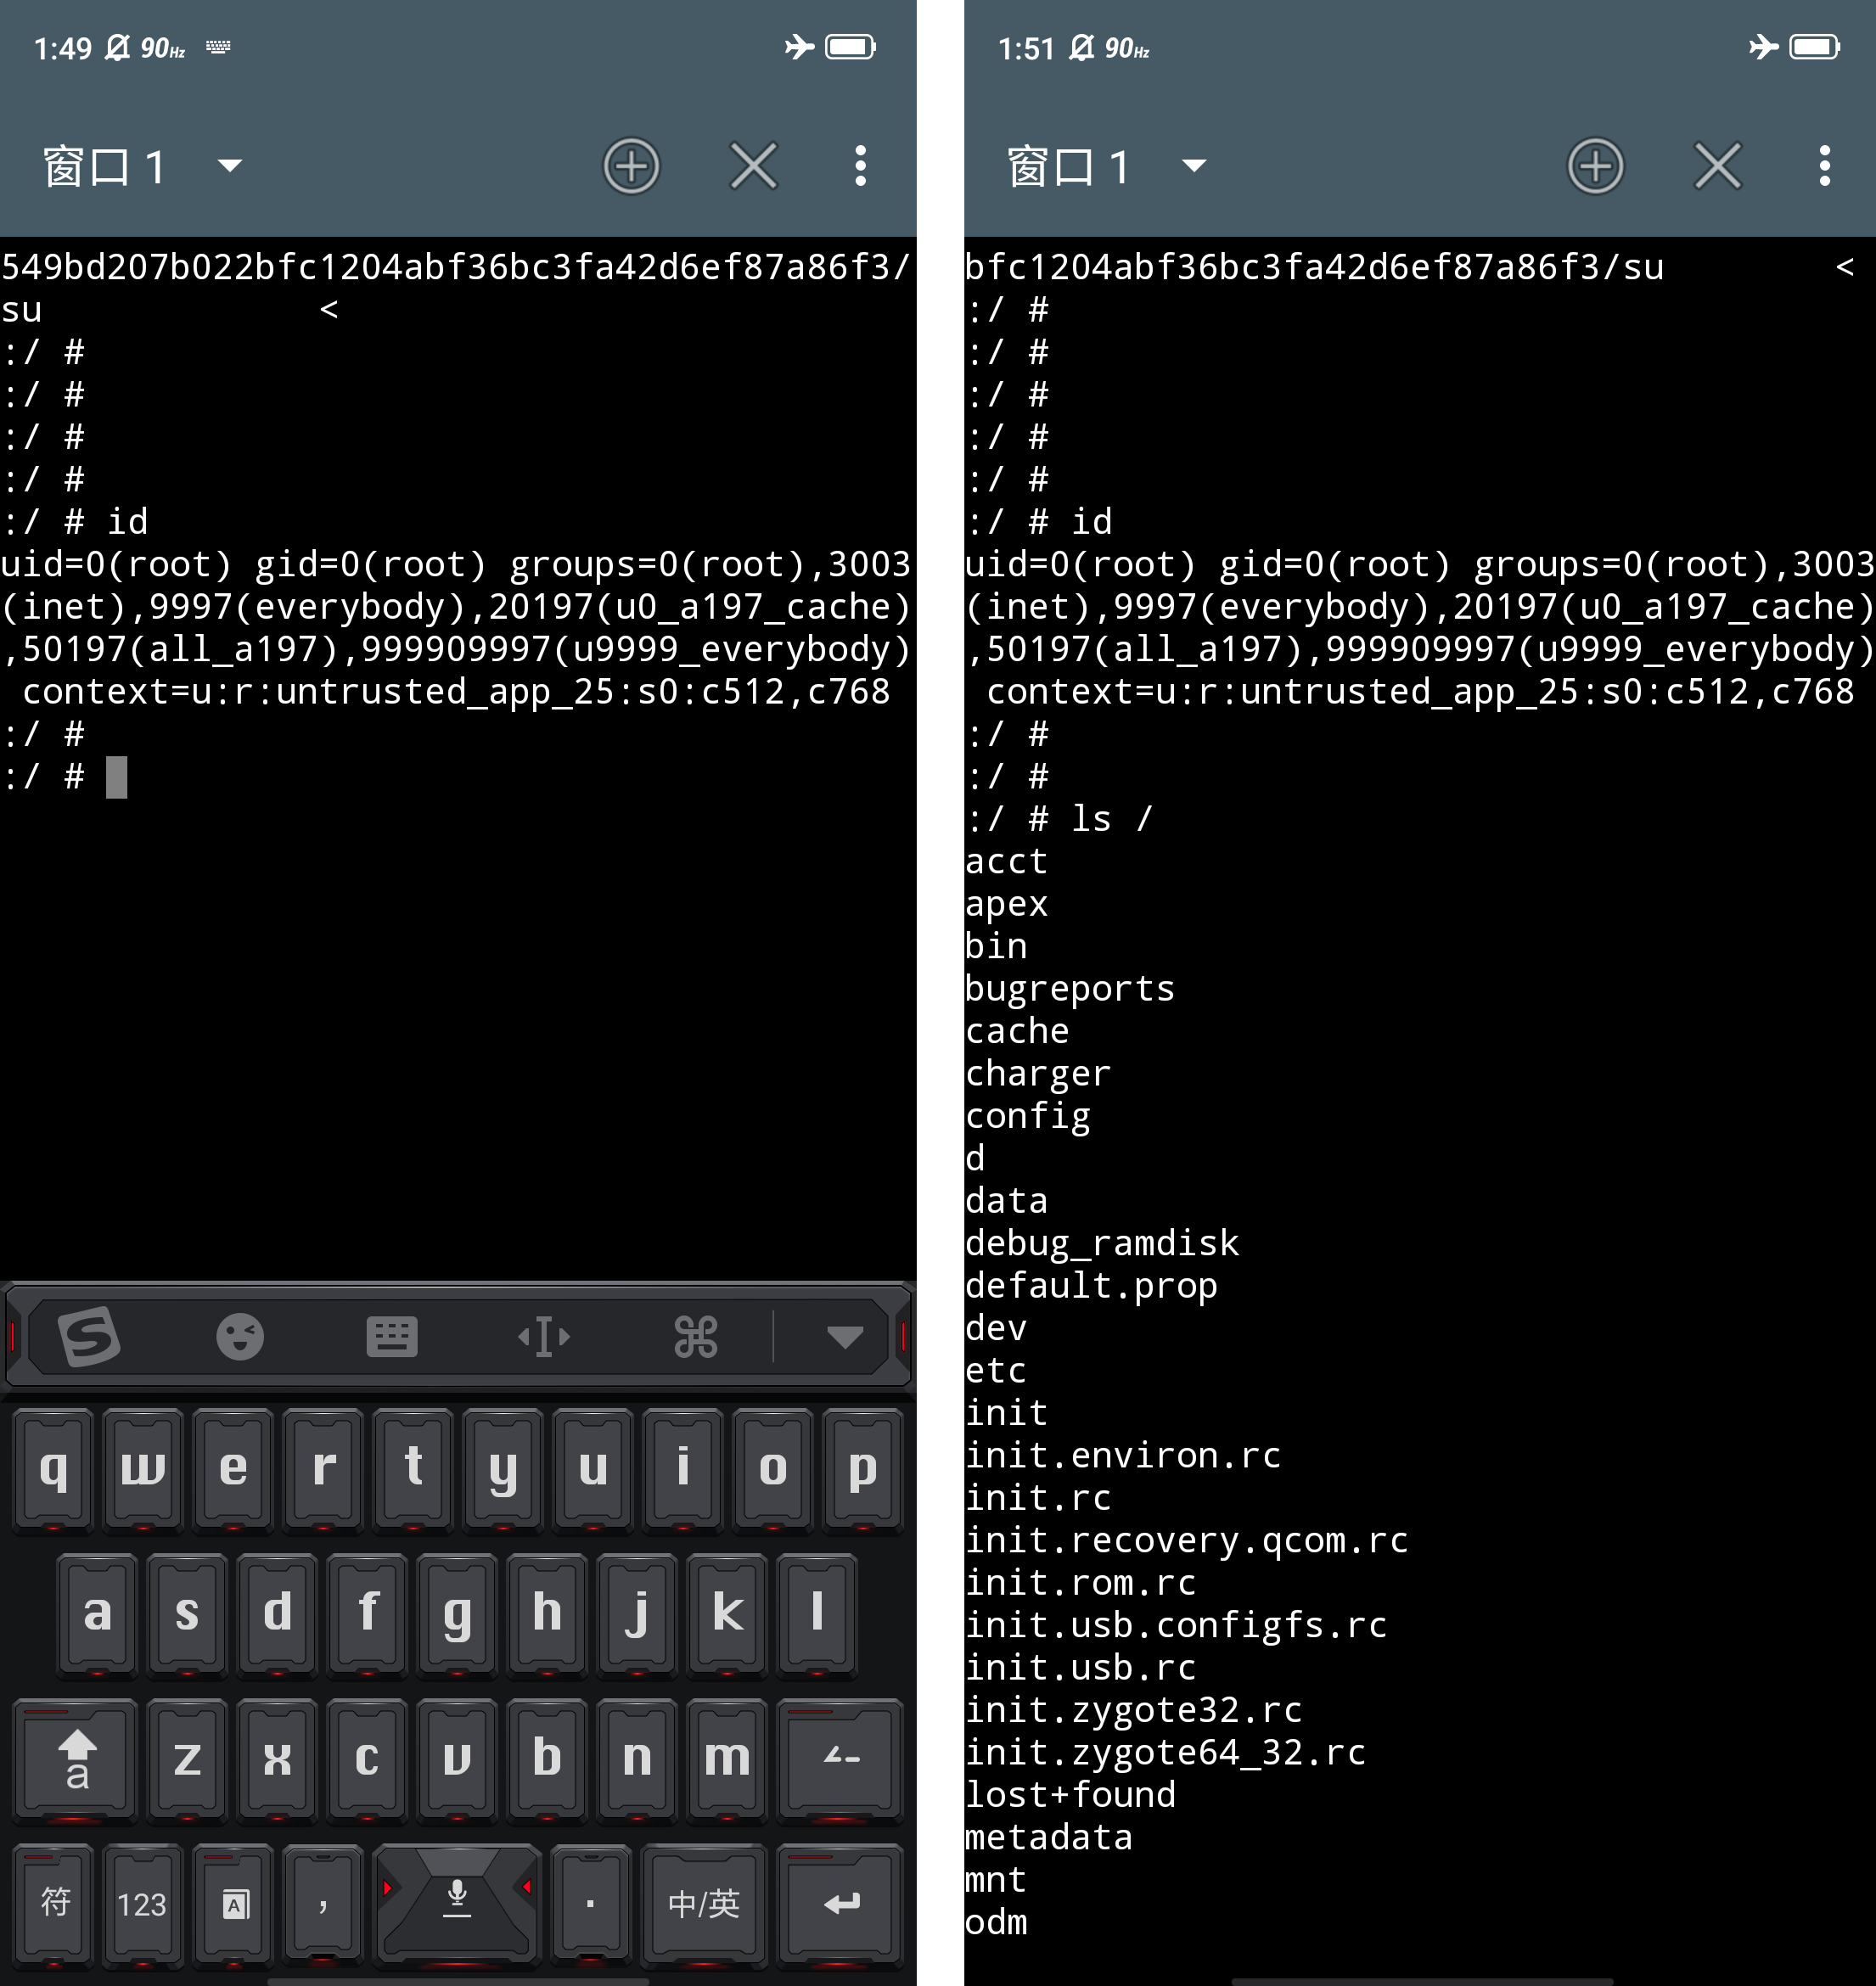 1:49 90Hz
窗口 1
549bd207b022bfc1204abf36bc3fa42d6ef87a86f3/
su <
:/ #
:/ #
:/ #
:/ #
:/ # id
uid=0(root) gid=0(root) groups=0(root),3003
(inet),9997(everybody),20197(u0_a197_cache)
,50197(all_a197),999909997(u9999_everybody)
context=u:r:untrusted_app_25:s0:c512,c768
:/ #
:/ #
q w e r t y u i o p
a s d f g h j k l
a z x c v b n m
符 123 A , . 中/英
1:51 90Hz
窗口 1
bfc1204abf36bc3fa42d6ef87a86f3/su <
:/ #
:/ #
:/ #
:/ #
:/ #
:/ # id
uid=0(root) gid=0(root) groups=0(root),3003
(inet),9997(everybody),20197(u0_a197_cache)
,50197(all_a197),999909997(u9999_everybody)
context=u:r:untrusted_app_25:s0:c512,c768
:/ #
:/ #
:/ # ls /
acct
apex
bin
bugreports
cache
charger
config
d
data
debug_ramdisk
default.prop
dev
etc
init
init.environ.rc
init.rc
init.recovery.qcom.rc
init.rom.rc
init.usb.configfs.rc
init.usb.rc
init.zygote32.rc
init.zygote64_32.rc
lost+found
metadata
mnt
odm